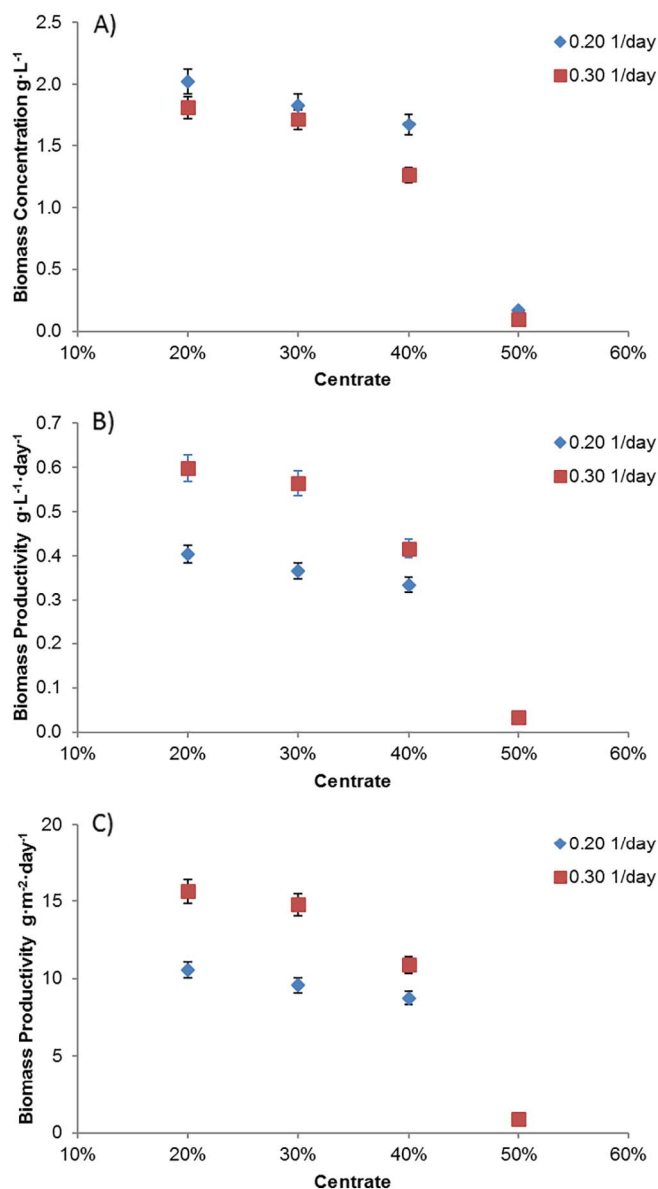 A)
0.20 1/day
0.30 1/day
Biomass Concentration g·L⁻¹
2.5
2.0
1.5
1.0
0.5
0.0
10% 20% 30% 40% 50% 60%
Centrate
B)
0.20 1/day
0.30 1/day
Biomass Productivity g·L⁻¹·day⁻¹
0.7
0.6
0.5
0.4
0.3
0.2
0.1
0.0
10% 20% 30% 40% 50% 60%
Centrate
C)
0.20 1/day
0.30 1/day
Biomass Productivity g·m⁻²·day⁻¹
20
15
10
5
0
10% 20% 30% 40% 50% 60%
Centrate